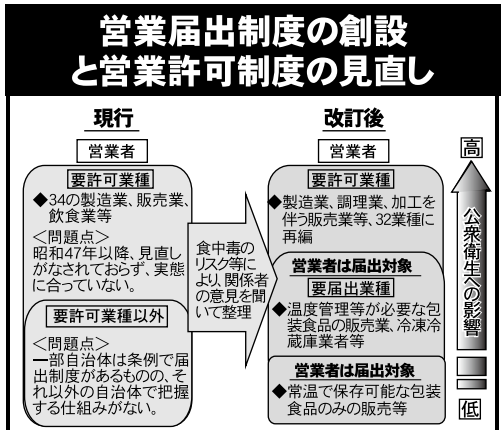 営業届出制度の創設
と営業許可制度の見直し
現行
営業者
要許可業種
◆34の製造業、販売業、
飲食業等
＜問題点＞
昭和47年以降、見直し
がなされておらず、実態
に合っていない。
要許可業種以外
＜問題点＞
一部自治体は条例で届
出制度があるものの、そ
れ以外の自治体で把握
する仕組みがない。
食中毒の
リスク等に
より、関係者
の意見を聞
いて整理
改訂後
営業者
要許可業種
◆製造業、調理業、加工を
伴う販売業等、32業種に
再編
営業者は届出対象
要届出業種
◆温度管理等が必要な包
装食品の販売業、冷凍冷
蔵庫業者等
営業者は届出対象
◆常温で保存可能な包装
食品のみの販売等
高
公衆衛生への影響
低